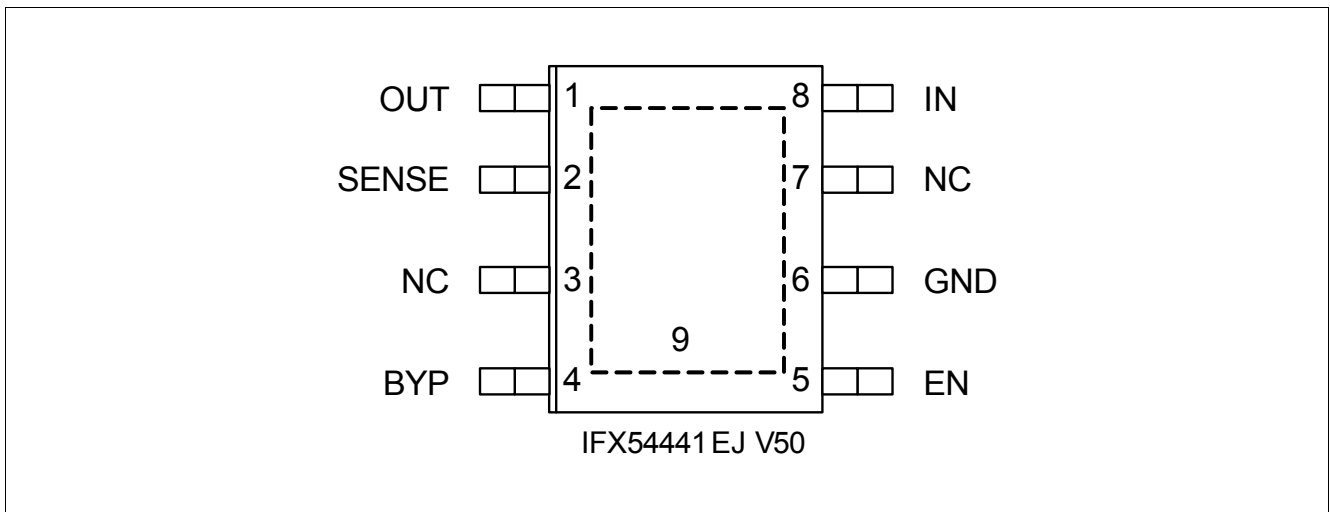 OUT 1 8 IN
SENSE 2 7 NC
NC 3 6 GND
9
BYP 4 5 EN
IFX54441EJ V50